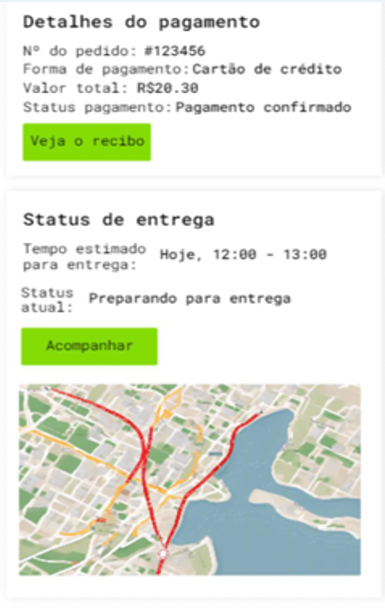 Detalhes do pagamento
Nº do pedido: #123456
Forma de pagamento: Cartão de crédito
Valor total: R$20.30
Status pagamento: Pagamento confirmado
Veja o recibo
Status de entrega
Tempo estimado
para entrega: Hoje, 12:00 - 13:00
Status
atual: Preparando para entrega
Acompanhar